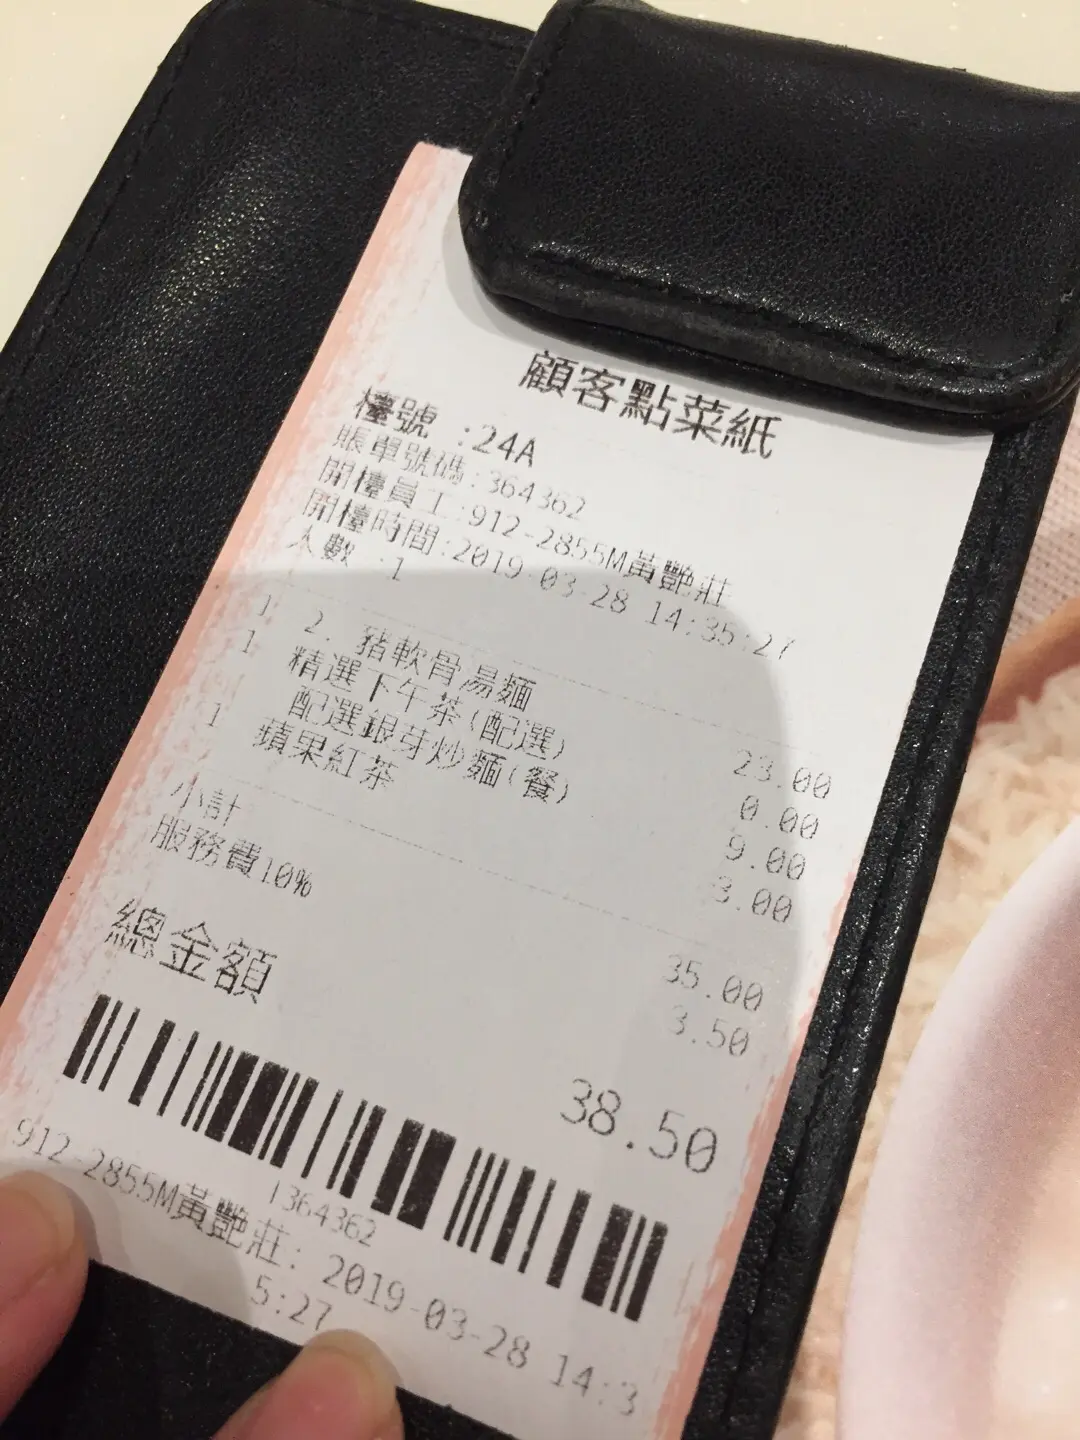 顧客點菜紙
檯號 :24A
賬單號碼:364362
開檯員工:912-2855M黃艷莊
開檯時間:2019-03-28 14:35:27
人數 :1
1 2. 豬軟骨湯麵 23.00
1 精選下午茶(配選) 0.00
配選銀芽炒麵(餐) 9.00
1 蘋果紅茶 3.00
小計 35.00
服務費10% 3.50
總金額 38.50
1364362
912-2855M黃艷莊: 2019-03-28 14:3
5:27